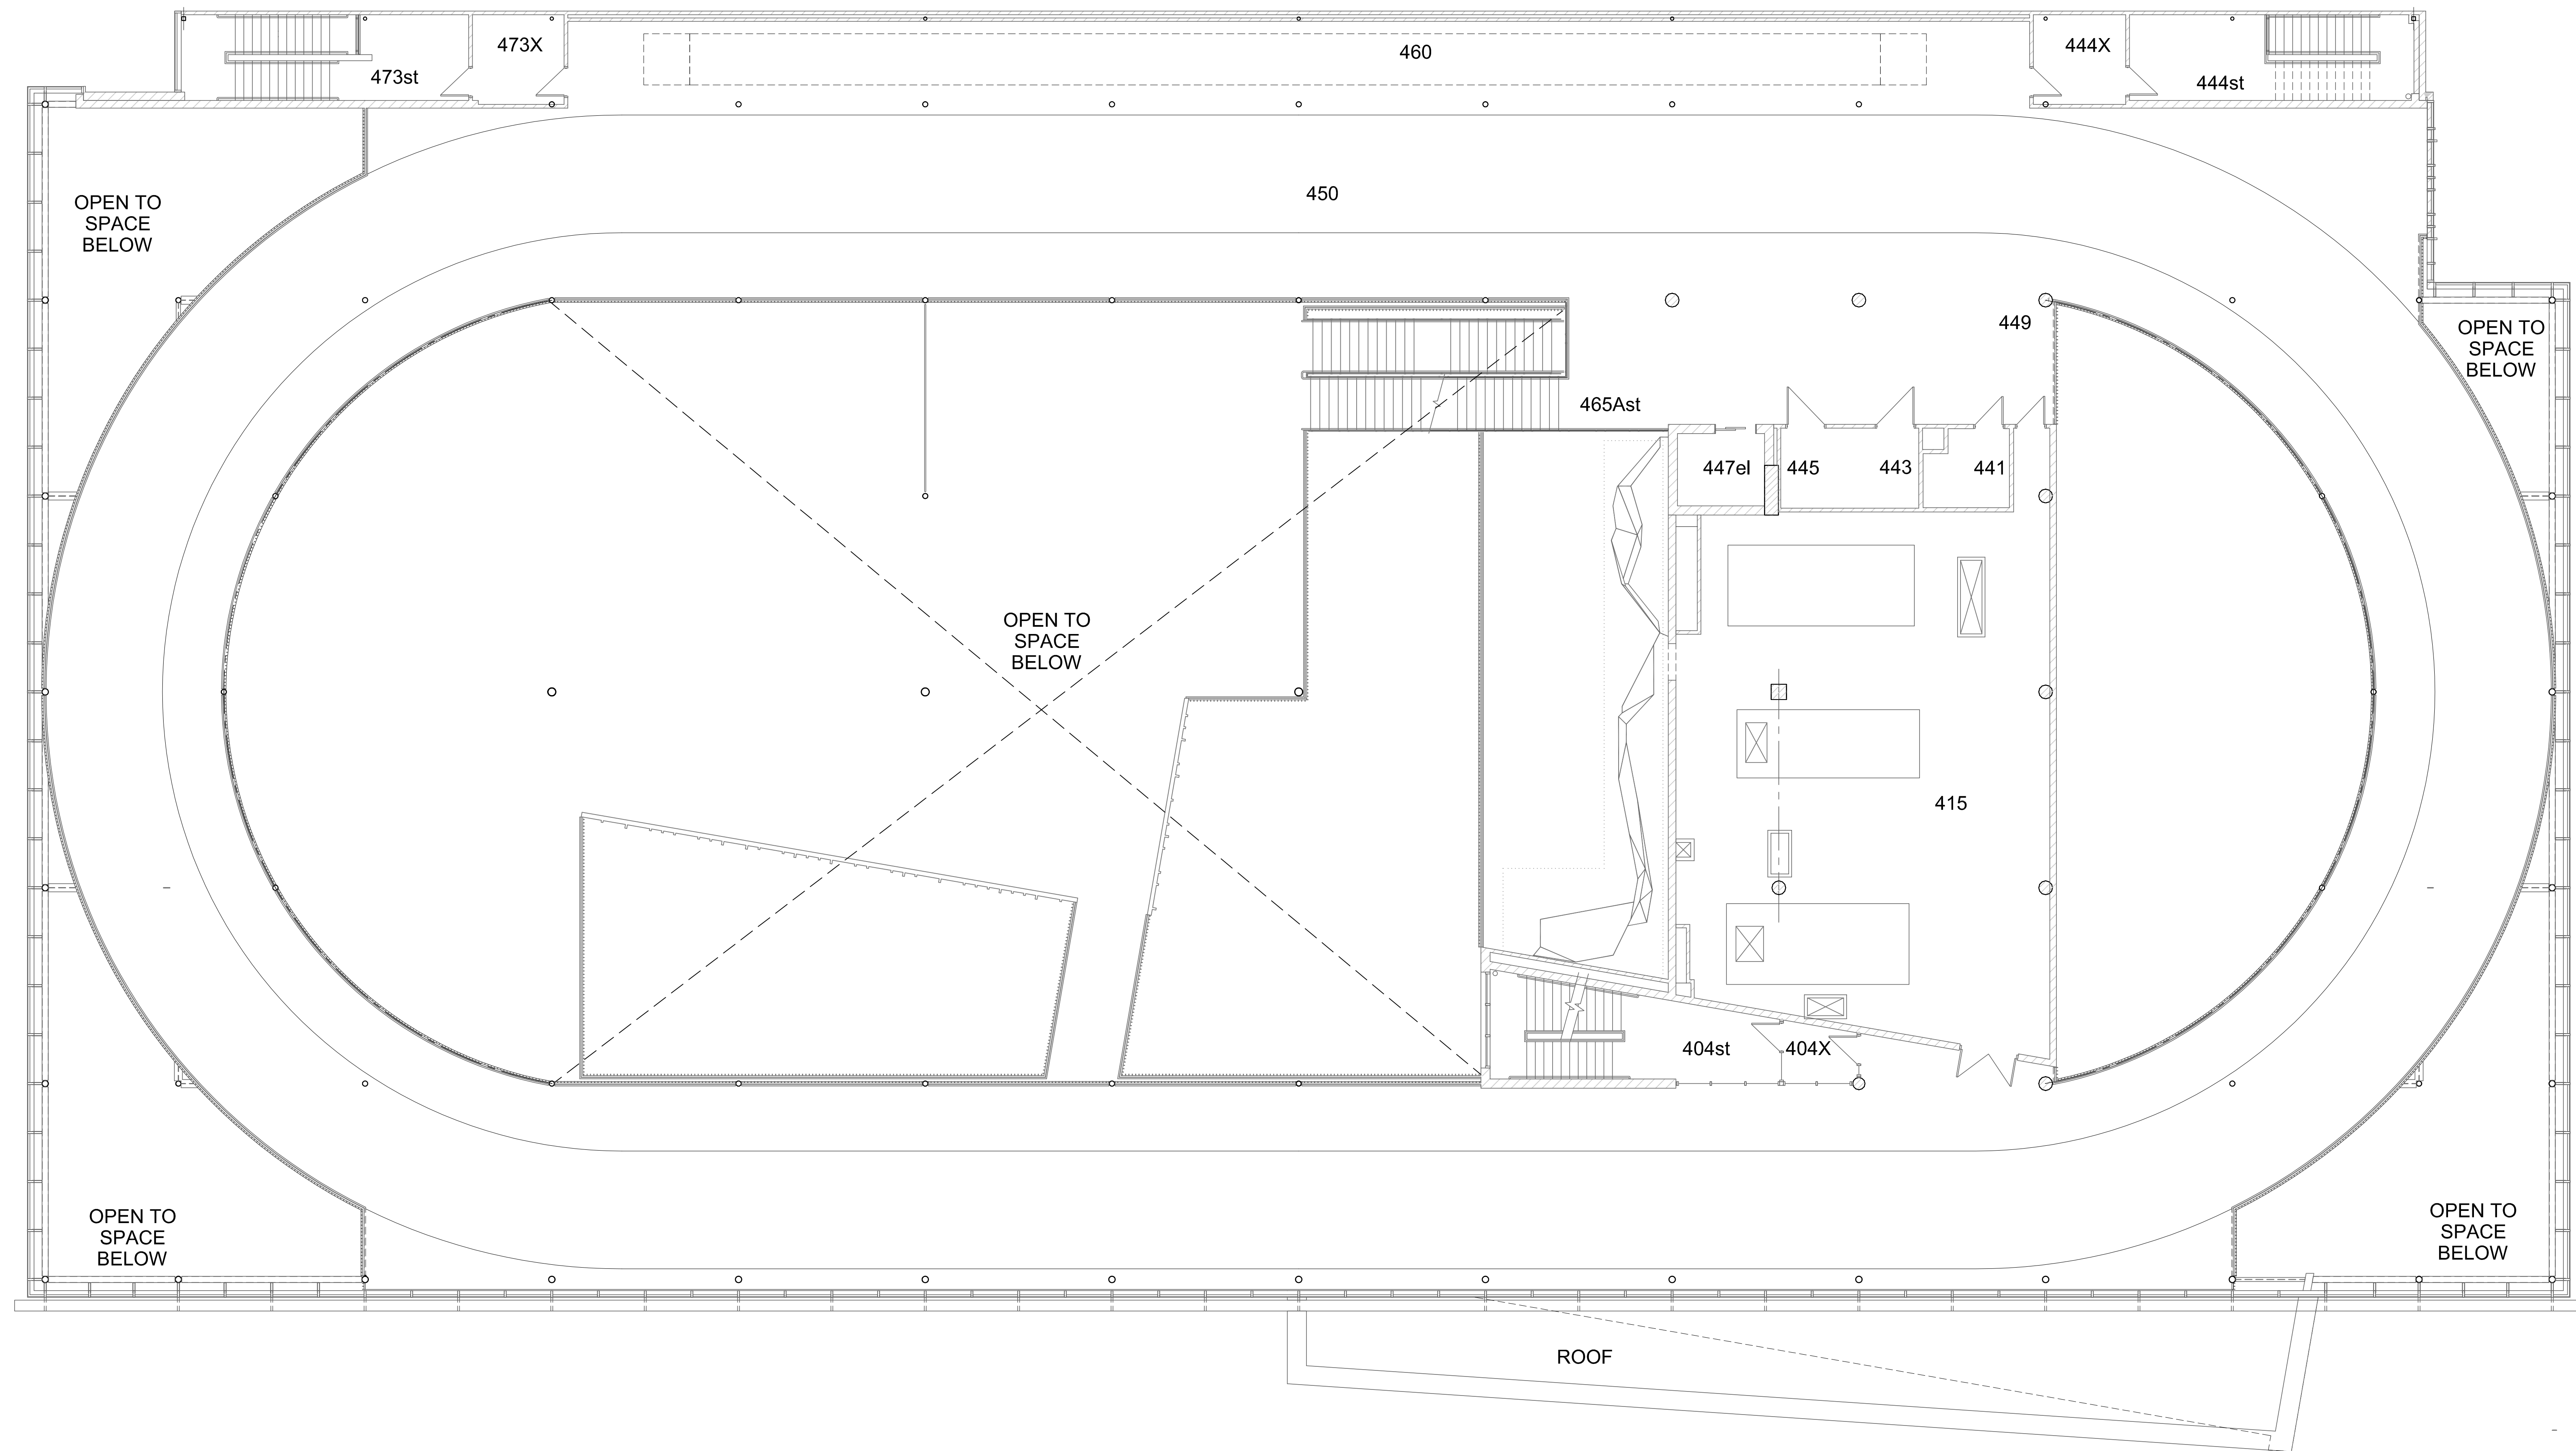 473X
460
444X
473st
444st
450
OPEN TO
SPACE
BELOW
449
OPEN TO
SPACE
BELOW
465Ast
447el
445
443
441
OPEN TO
SPACE
BELOW
415
404st
404X
OPEN TO
SPACE
BELOW
OPEN TO
SPACE
BELOW
ROOF